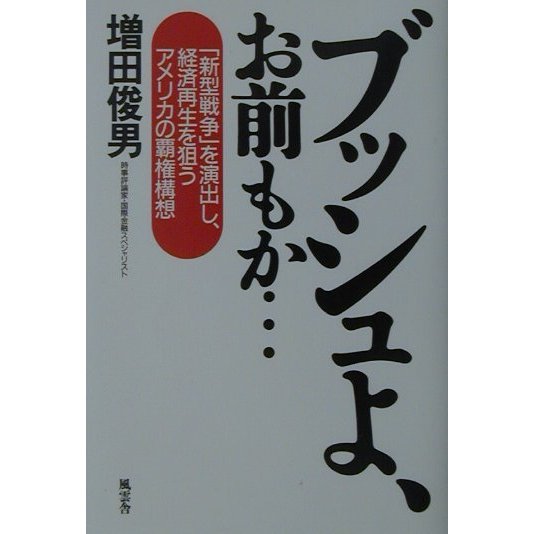 ブッシュよ、
お前もか…
「新型戦争」を演出し、
経済再生を狙う
アメリカの覇権構想
増田俊男
時事評論家・国際金融スペシャリスト
風雲舎